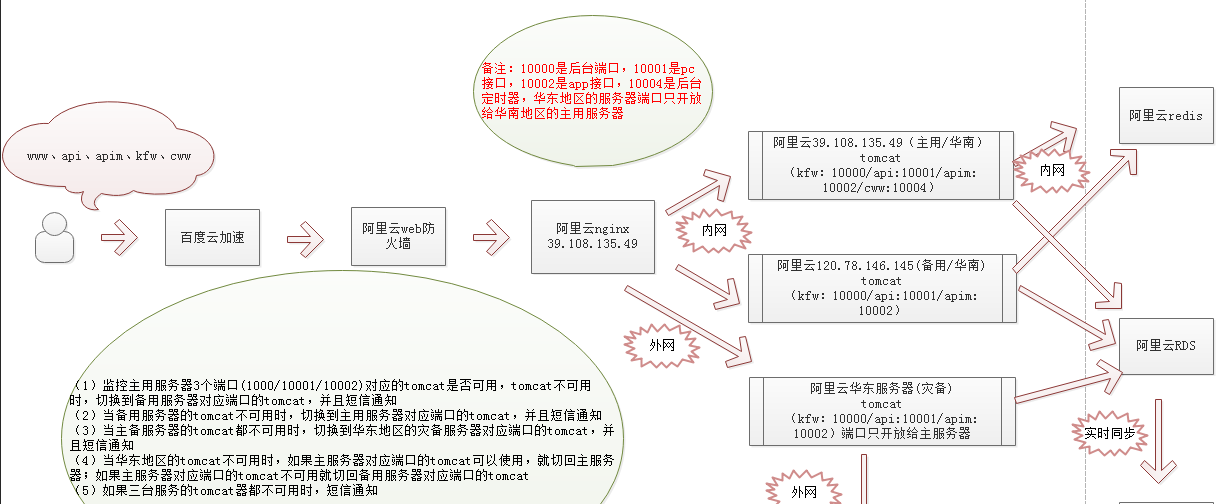 备注：10000是后台端口，10001是pc
接口，10002是app接口，10004是后台
定时器，华东地区的服务器端口只开放
给华南地区的主用服务器
www、api、apim、kfw、cww
百度云加速
阿里云web防
火墙
阿里云nginx
39.108.135.49
内网
外网
阿里云39.108.135.49（主用/华南）
tomcat
（kfw：10000/api:10001/apim:
10002/cww:10004）
内网
阿里云redis
阿里云120.78.146.145(备用/华南)
tomcat
（kfw：10000/api:10001/apim:
10002）
阿里云RDS
阿里云华东服务器(灾备)
tomcat
（kfw：10000/api:10001/apim:
10002）端口只开放给主服务器
实时同步
外网
（1）监控主用服务器3个端口(1000/10001/10002)对应的tomcat是否可用，tomcat不可用
时，切换到备用服务器对应端口的tomcat，并且短信通知
（2）当备用服务器的tomcat不可用时，切换到主用服务器对应端口的tomcat，并且短信通知
（3）当主备服务器的tomcat都不可用时，切换到华东地区的灾备服务器对应端口的tomcat，并
且短信通知
（4）当华东地区的tomcat不可用时，如果主服务器对应端口的tomcat可以使用，就切回主服务
器；如果主服务器对应端口的tomcat不可用就切回备用服务器对应端口的tomcat
（5）如果三台服务的tomcat器都不可用时，短信通知